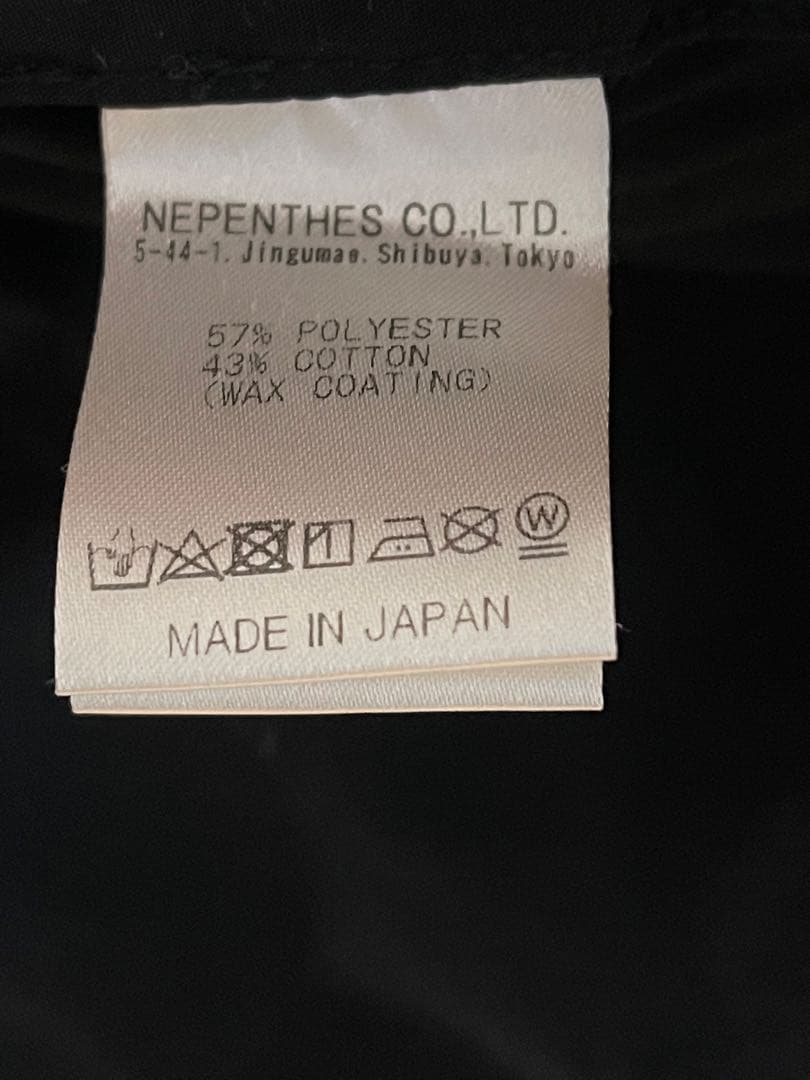 NEPENTHES CO.,LTD.
5-44-1. Jingumae. Shibuya. Tokyo
57% POLYESTER
43% COTTON
(WAX COATING)
W
MADE IN JAPAN